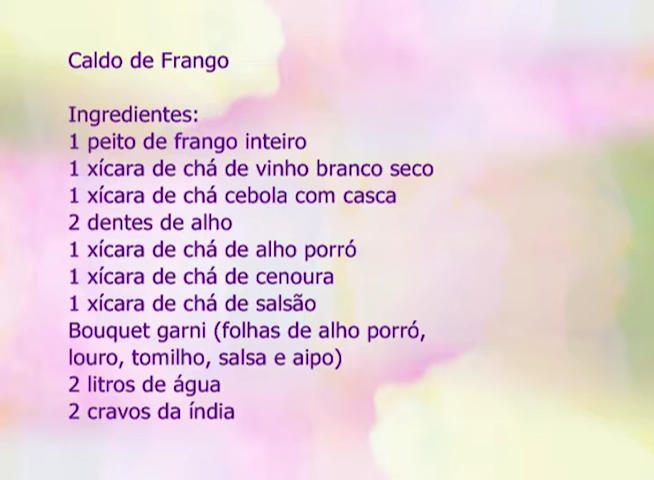 Caldo de Frango
Ingredientes:
1 peito de frango inteiro
1 xícara de chá de vinho branco seco
1 xícara de chá cebola com casca
2 dentes de alho
1 xícara de chá de alho porró
1 xícara de chá de cenoura
1 xícara de chá de salsão
Bouquet garni (folhas de alho porró,
louro, tomilho, salsa e aipo)
2 litros de água
2 cravos da índia